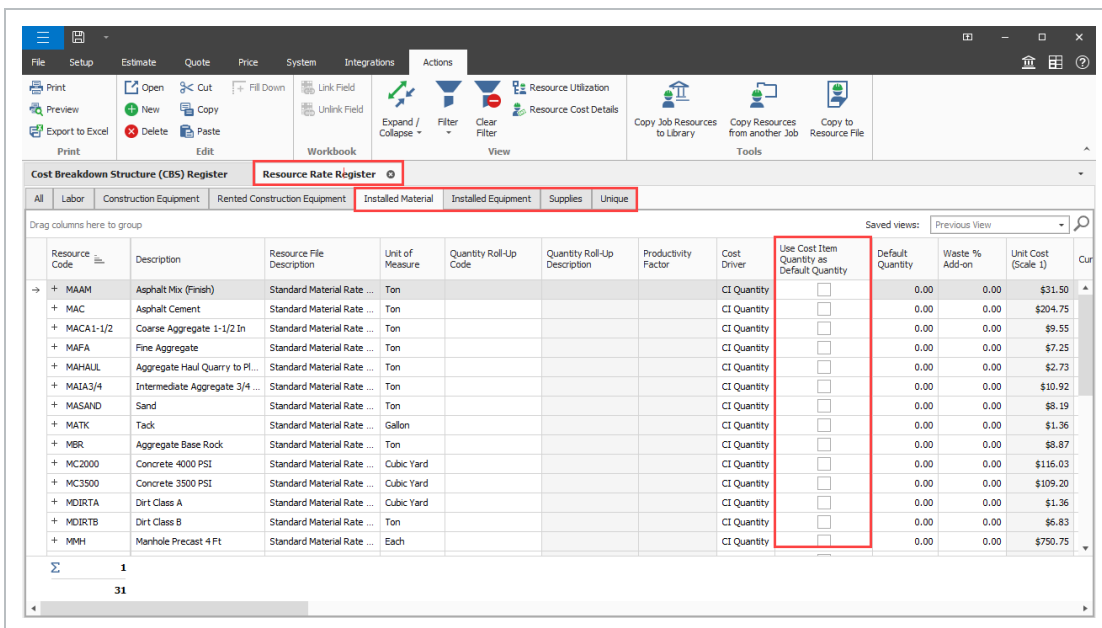 File Setup Estimate Quote Price System Integrations Actions
Print Open Cut Fill Down Link Field Resource Utilization
Preview New Copy Unlink Field Resource Cost Details
Export to Excel Delete Paste
Expand / Collapse Filter Clear Filter
Copy Job Resources to Library Copy Resources from another Job Copy to Resource File
Print Edit Workbook View Tools
Cost Breakdown Structure (CBS) Register Resource Rate Register
All Labor Construction Equipment Rented Construction Equipment Installed Material Installed Equipment Supplies Unique
Drag columns here to group Saved views: Previous View
Resource Code Description Resource File Description Unit of Measure Quantity Roll-Up Code Quantity Roll-Up Description Productivity Factor Cost Driver Use Cost Item Quantity as Default Quantity Default Quantity Waste % Add-on Unit Cost (Scale 1) Cur
+ MAAM Asphalt Mix (Finish) Standard Material Rate ... Ton CI Quantity 0.00 0.00 $31.50
+ MAC Asphalt Cement Standard Material Rate ... Ton CI Quantity 0.00 0.00 $204.75
+ MACA1-1/2 Coarse Aggregate 1-1/2 In Standard Material Rate ... Ton CI Quantity 0.00 0.00 $9.55
+ MAFA Fine Aggregate Standard Material Rate ... Ton CI Quantity 0.00 0.00 $7.25
+ MAHAUL Aggregate Haul Quarry to Pl... Standard Material Rate ... Ton CI Quantity 0.00 0.00 $2.73
+ MAIA3/4 Intermediate Aggregate 3/4 ... Standard Material Rate ... Ton CI Quantity 0.00 0.00 $10.92
+ MASAND Sand Standard Material Rate ... Ton CI Quantity 0.00 0.00 $8.19
+ MATK Tack Standard Material Rate ... Gallon CI Quantity 0.00 0.00 $1.36
+ MBR Aggregate Base Rock Standard Material Rate ... Ton CI Quantity 0.00 0.00 $8.87
+ MC2000 Concrete 4000 PSI Standard Material Rate ... Cubic Yard CI Quantity 0.00 0.00 $116.03
+ MC3500 Concrete 3500 PSI Standard Material Rate ... Cubic Yard CI Quantity 0.00 0.00 $109.20
+ MDIRTA Dirt Class A Standard Material Rate ... Cubic Yard CI Quantity 0.00 0.00 $1.36
+ MDIRTB Dirt Class B Standard Material Rate ... Ton CI Quantity 0.00 0.00 $6.83
+ MMH Manhole Precast 4 Ft Standard Material Rate ... Each CI Quantity 0.00 0.00 $750.75
Σ 1
31